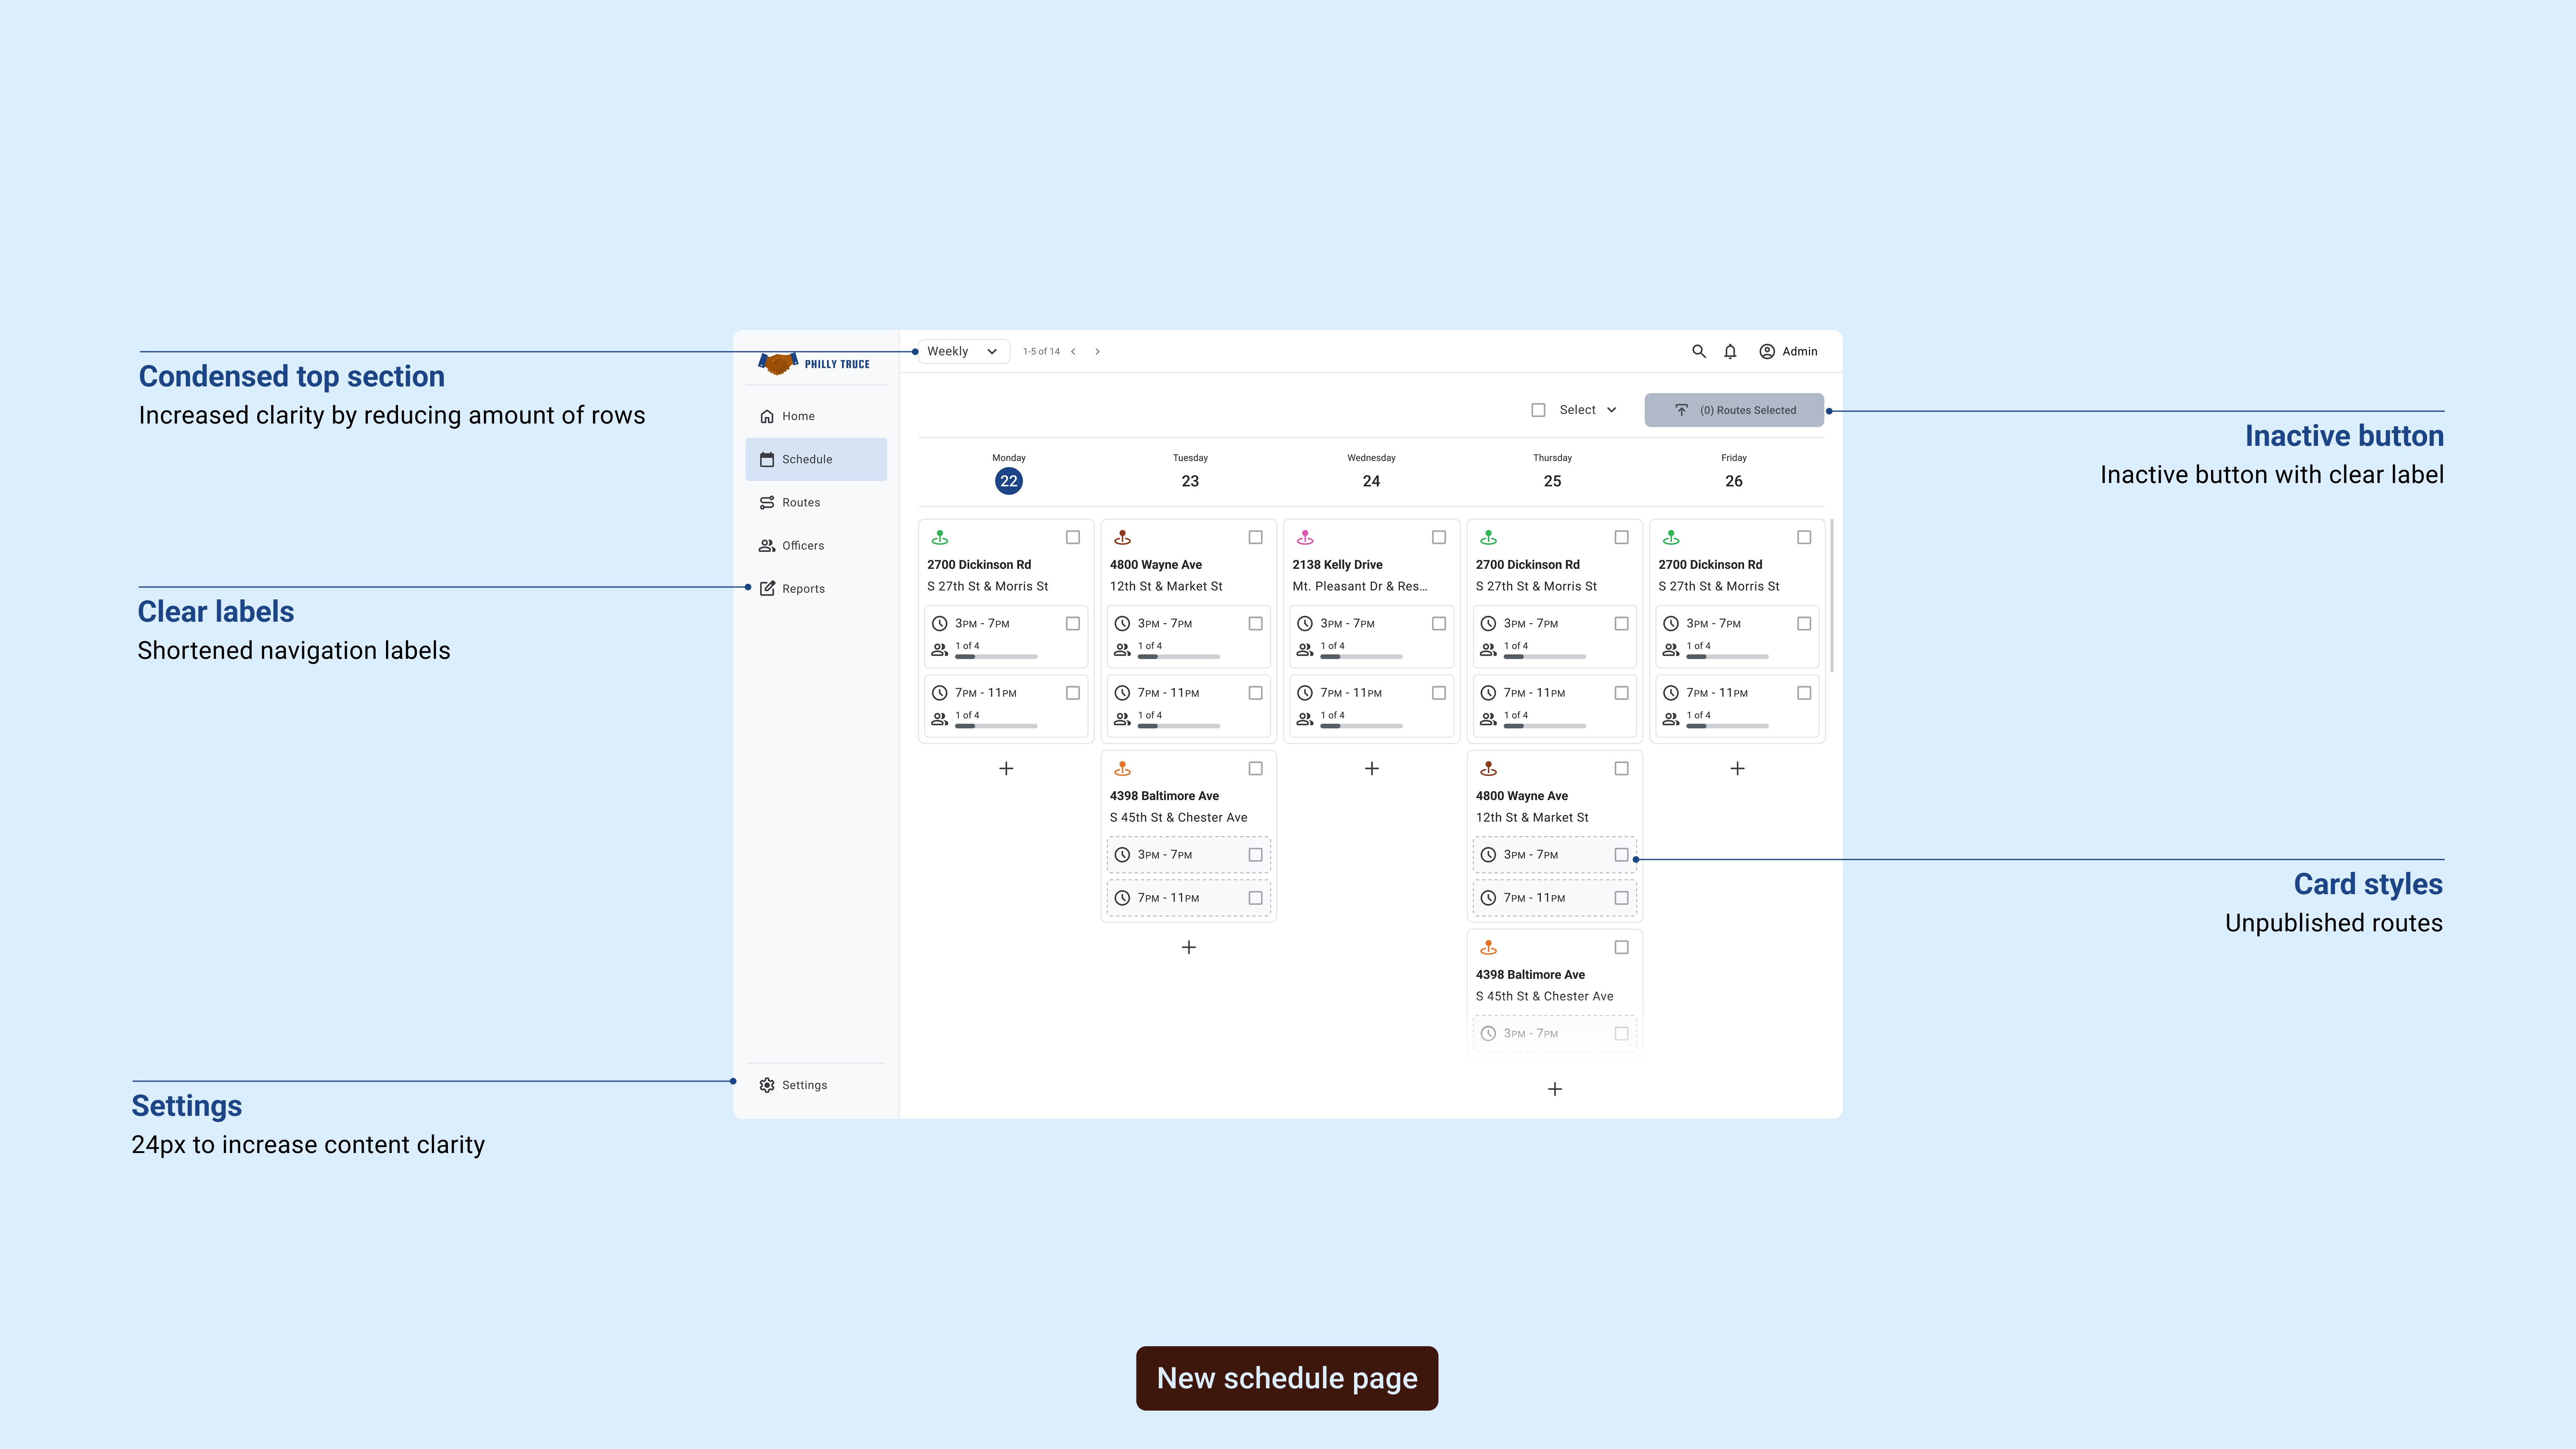 Condensed top section
Increased clarity by reducing amount of rows
Clear labels
Shortened navigation labels
Settings
24px to increase content clarity
PHILLY TRUCE
Home
Schedule
Routes
Officers
Reports
Settings
Weekly
1-5 of 14
Admin
Select
(0) Routes Selected
Monday
22
Tuesday
23
Wednesday
24
Thursday
25
Friday
26
2700 Dickinson Rd
S 27th St & Morris St
3PM - 7PM
1 of 4
7PM - 11PM
1 of 4
4800 Wayne Ave
12th St & Market St
3PM - 7PM
1 of 4
7PM - 11PM
1 of 4
4398 Baltimore Ave
S 45th St & Chester Ave
3PM - 7PM
7PM - 11PM
2138 Kelly Drive
Mt. Pleasant Dr & Res...
3PM - 7PM
1 of 4
7PM - 11PM
1 of 4
2700 Dickinson Rd
S 27th St & Morris St
3PM - 7PM
1 of 4
7PM - 11PM
1 of 4
4800 Wayne Ave
12th St & Market St
3PM - 7PM
7PM - 11PM
4398 Baltimore Ave
S 45th St & Chester Ave
3PM - 7PM
2700 Dickinson Rd
S 27th St & Morris St
3PM - 7PM
1 of 4
7PM - 11PM
1 of 4
Inactive button
Inactive button with clear label
Card styles
Unpublished routes
New schedule page